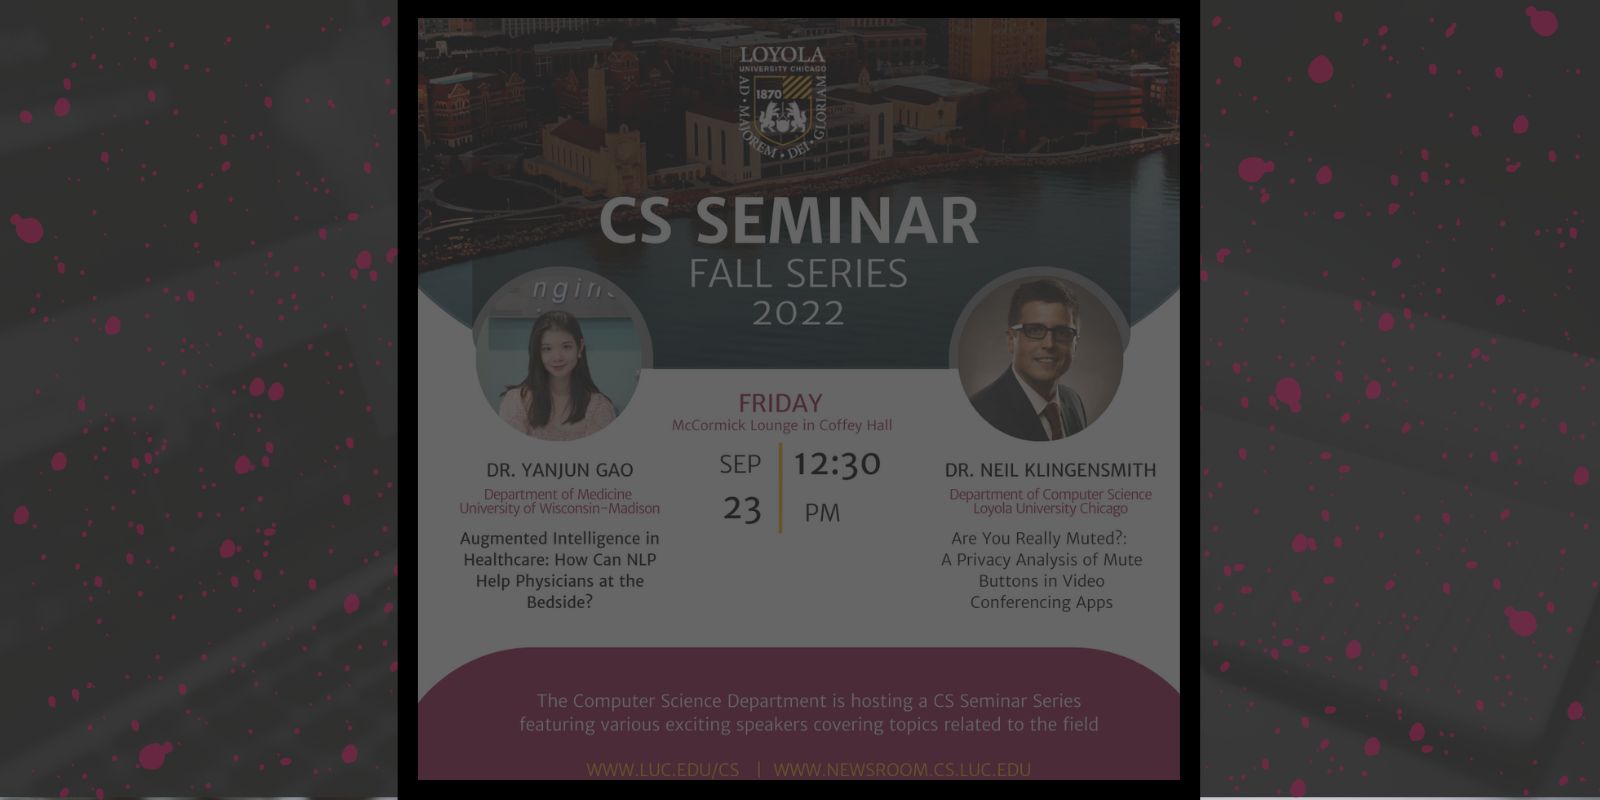 LOYOLA
UNIVERSITY CHICAGO
AD • MAJOREM • DEI • GLORIAM
1870
CS SEMINAR
FALL SERIES
2022
ngin
FRIDAY
McCormick Lounge in Coffey Hall
SEP
23
12:30
PM
DR. YANJUN GAO
Department of Medicine
University of Wisconsin-Madison
Augmented Intelligence in
Healthcare: How Can NLP
Help Physicians at the
Bedside?
DR. NEIL KLINGENSMITH
Department of Computer Science
Loyola University Chicago
Are You Really Muted?:
A Privacy Analysis of Mute
Buttons in Video
Conferencing Apps
The Computer Science Department is hosting a CS Seminar Series
featuring various exciting speakers covering topics related to the field
WWW.LUC.EDU/CS | WWW.NEWSROOM.CS.LUC.EDU